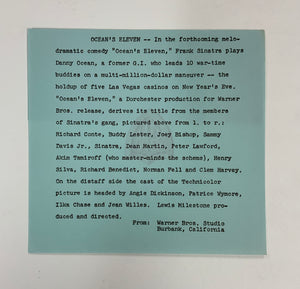 OCEAN'S ELEVEN -- In the forthcoming melo-
dramatic comedy "Ocean's Eleven," Frank Sinatra plays
Danny Ocean, a former G.I. who leads 10 war-time
buddies on a multi-million-dollar maneuver -- the
holdup of five Las Vegas casinos on New Year's Eve.
"Ocean's Eleven," a Dorchester production for Warner
Bros. release, derives its title from the members
of Sinatra's gang, pictured above from l. to r.:
Richard Conte, Buddy Lester, Joey Bishop, Sammy
Davis Jr., Sinatra, Dean Martin, Peter Lawford,
Akim Tamiroff (who master-minds the scheme), Henry
Silva, Richard Benedict, Norman Fell and Clem Harvey.
On the distaff side the cast of the Technicolor
picture is headed by Angie Dickinson, Patrice Wymore,
Ilka Chase and Jean Willes. Lewis Milestone pro-
duced and directed.
From: Warner Bros. Studio
Burbank, California